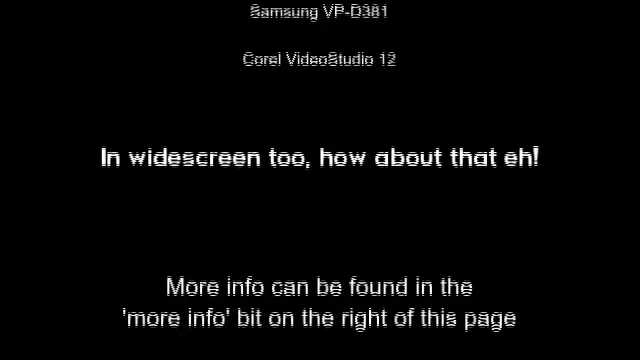 Samsung VP-D381
Corel VideoStudio 12
In widescreen too, how about that eh!
More info can be found in the
'more info' bit on the right of this page